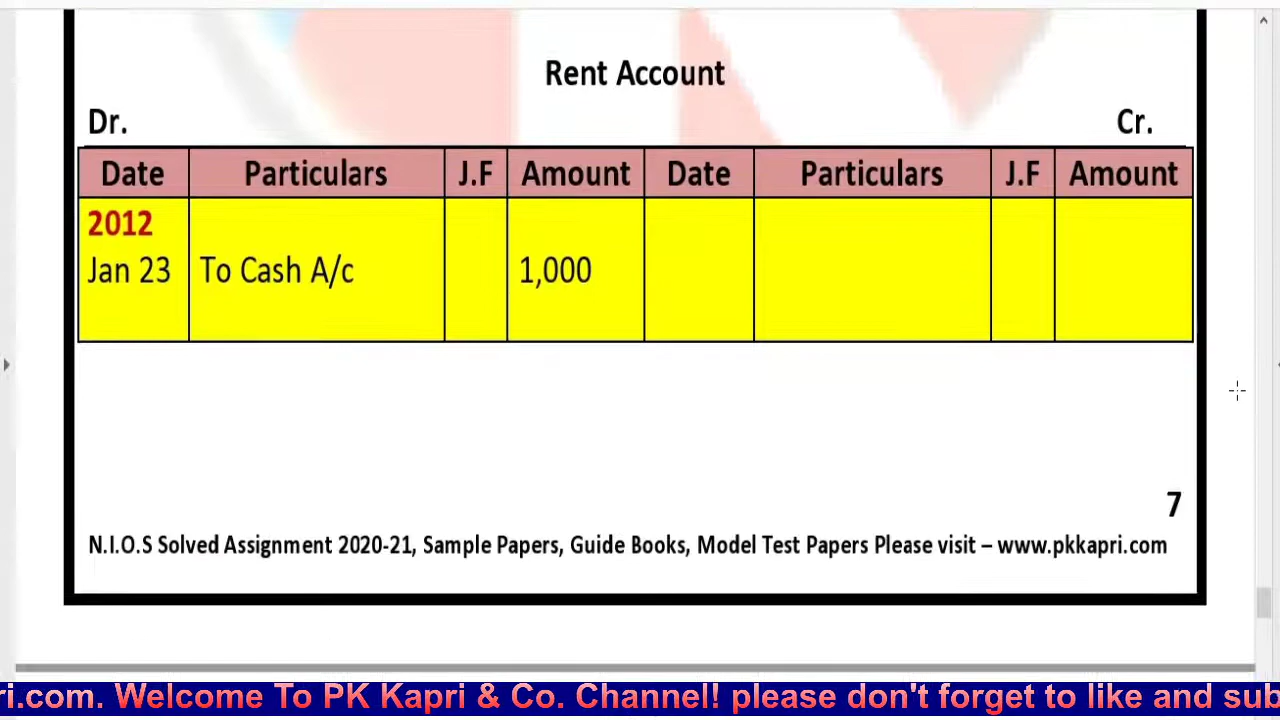 Rent Account
Dr. Cr.
Date Particulars J.F Amount Date Particulars J.F Amount
2012
Jan 23 To Cash A/c 1,000
7
N.I.O.S Solved Assignment 2020-21, Sample Papers, Guide Books, Model Test Papers Please visit – www.pkkapri.com
ri.com. Welcome To PK Kapri & Co. Channel! please don't forget to like and sub